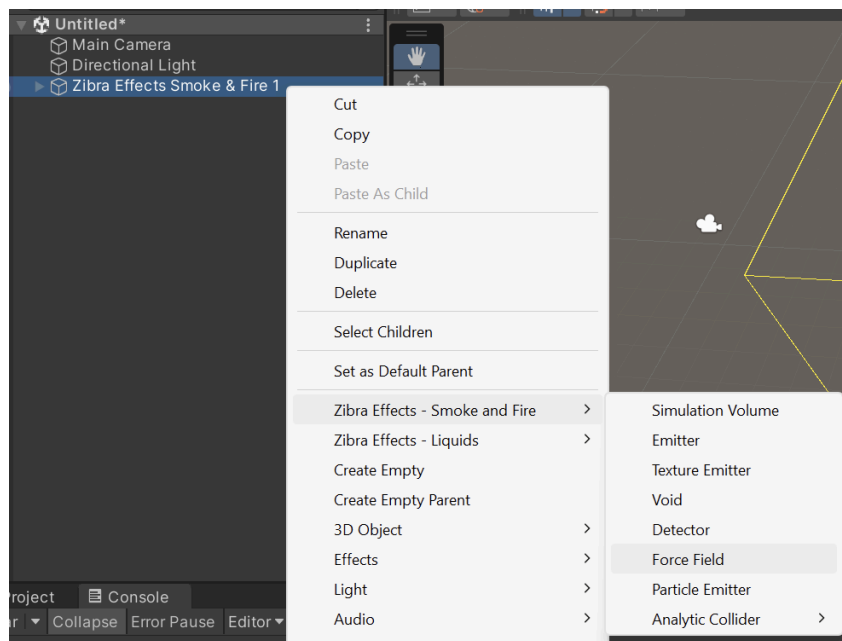 Untitled*
Main Camera
Directional Light
Zibra Effects Smoke & Fire 1
Cut
Copy
Paste
Paste As Child
Rename
Duplicate
Delete
Select Children
Set as Default Parent
Zibra Effects - Smoke and Fire
Zibra Effects - Liquids
Create Empty
Create Empty Parent
3D Object
Effects
Light
Audio
Simulation Volume
Emitter
Texture Emitter
Void
Detector
Force Field
Particle Emitter
Analytic Collider
Console
Collapse Error Pause Editor